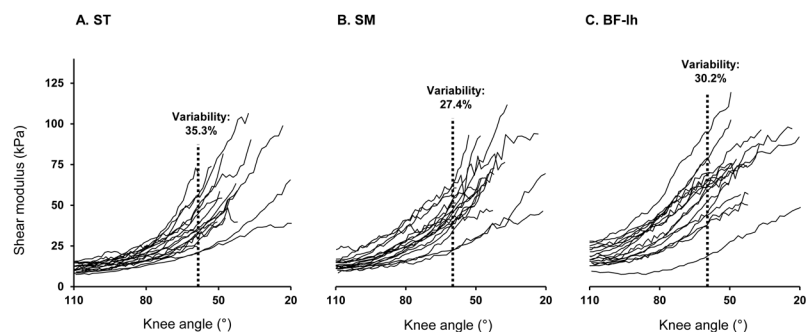 A. ST
B. SM
C. BF-lh
Shear modulus (kPa)
125
100
75
50
25
0
Variability:
35.3%
Variability:
27.4%
Variability:
30.2%
110 80 50 20
110 80 50 20
110 80 50 20
Knee angle (°)
Knee angle (°)
Knee angle (°)